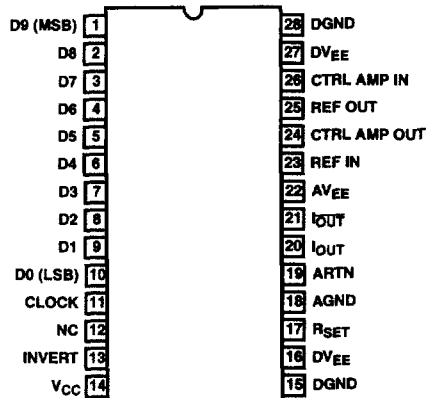 D9 (MSB) 1 28 DGND
D8 2 27 DVEE
D7 3 26 CTRL AMP IN
D6 4 25 REF OUT
D5 5 24 CTRL AMP OUT
D4 6 23 REF IN
D3 7 22 AVEE
D2 8 21 I̅O̅U̅T̅
D1 9 20 IOUT
D0 (LSB) 10 19 ARTN
CLOCK 11 18 AGND
NC 12 17 RSET
INVERT 13 16 DVEE
VCC 14 15 DGND